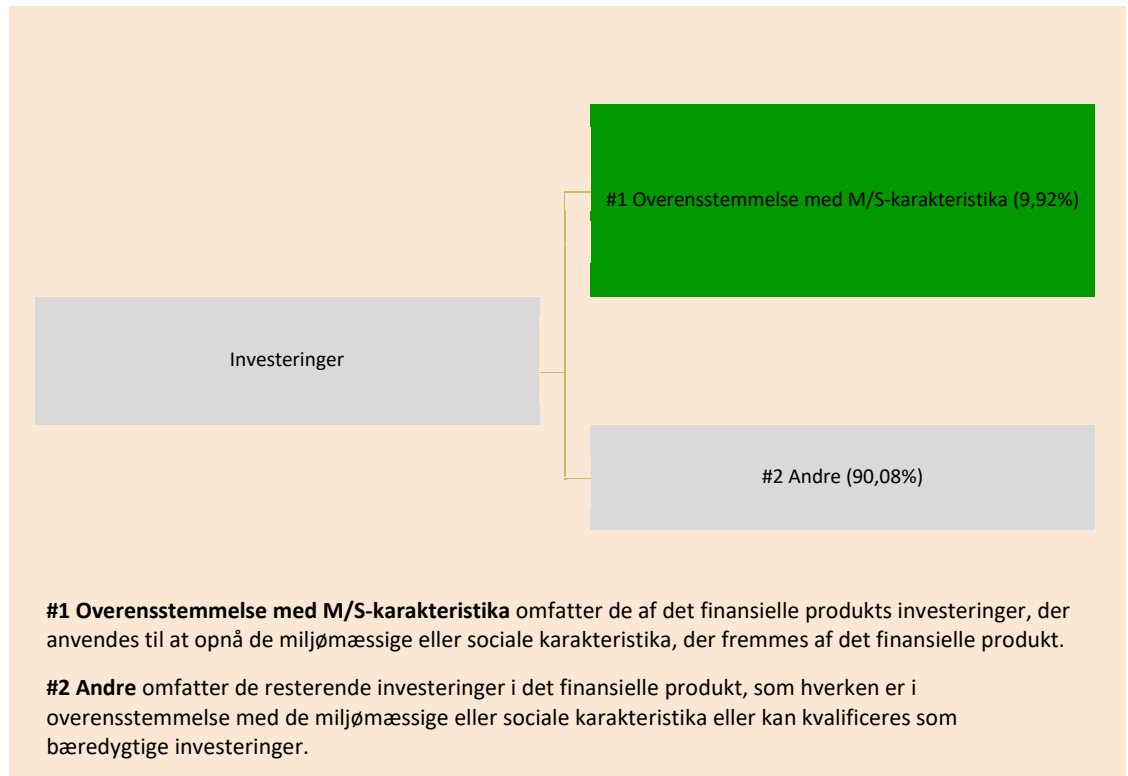 #1 Overensstemmelse med M/S-karakteristika (9,92%)
Investeringer
#2 Andre (90,08%)
#1 Overensstemmelse med M/S-karakteristika omfatter de af det finansielle produkts investeringer, der
anvendes til at opnå de miljømæssige eller sociale karakteristika, der fremmes af det finansielle produkt.
#2 Andre omfatter de resterende investeringer i det finansielle produkt, som hverken er i
overensstemmelse med de miljømæssige eller sociale karakteristika eller kan kvalificeres som
bæredygtige investeringer.